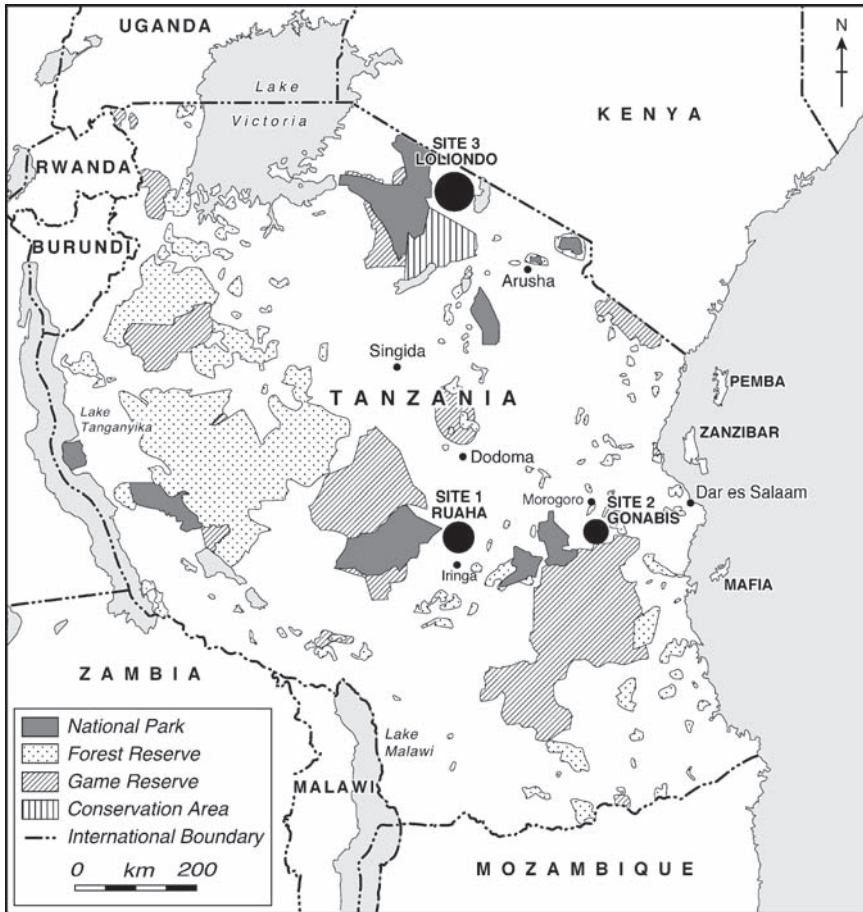 UGANDA
N
Lake
Victoria
KENYA
SITE 3
LOLIONDO
RWANDA
BURUNDI
Arusha
Singida
TANZANIA
PEMBA
Lake
Tanganyika
ZANZIBAR
Dodoma
Dar es Salaam
SITE 1
RUAHA
Morogoro
SITE 2
GONABIS
Iringa
MAFIA
ZAMBIA
National Park
Forest Reserve
Game Reserve
Conservation Area
International Boundary
0 km 200
Lake
Malawi
MALAWI
MOZAMBIQUE